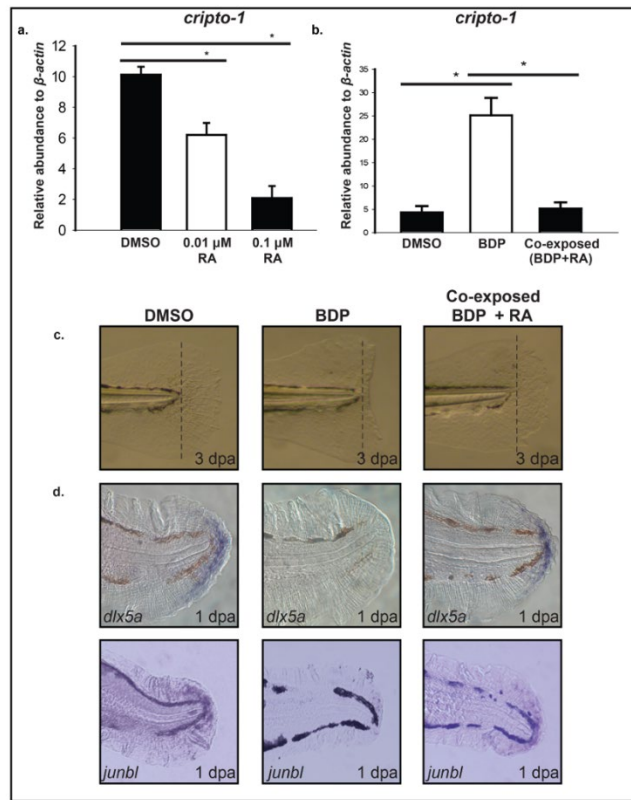 cripto-1
a.
Relative abundance to β-actin
12
10
8
6
4
2
0
*
*
DMSO
0.01 µM
RA
0.1 µM
RA
cripto-1
b.
Relative abundance to β-actin
35
30
25
20
15
10
5
0
*
*
DMSO
BDP
Co-exposed
(BDP+RA)
c.
DMSO
BDP
Co-exposed
BDP + RA
3 dpa
3 dpa
3 dpa
d.
dlx5a 1 dpa
dlx5a 1 dpa
dlx5a 1 dpa
junbl 1 dpa
junbl 1 dpa
junbl 1 dpa